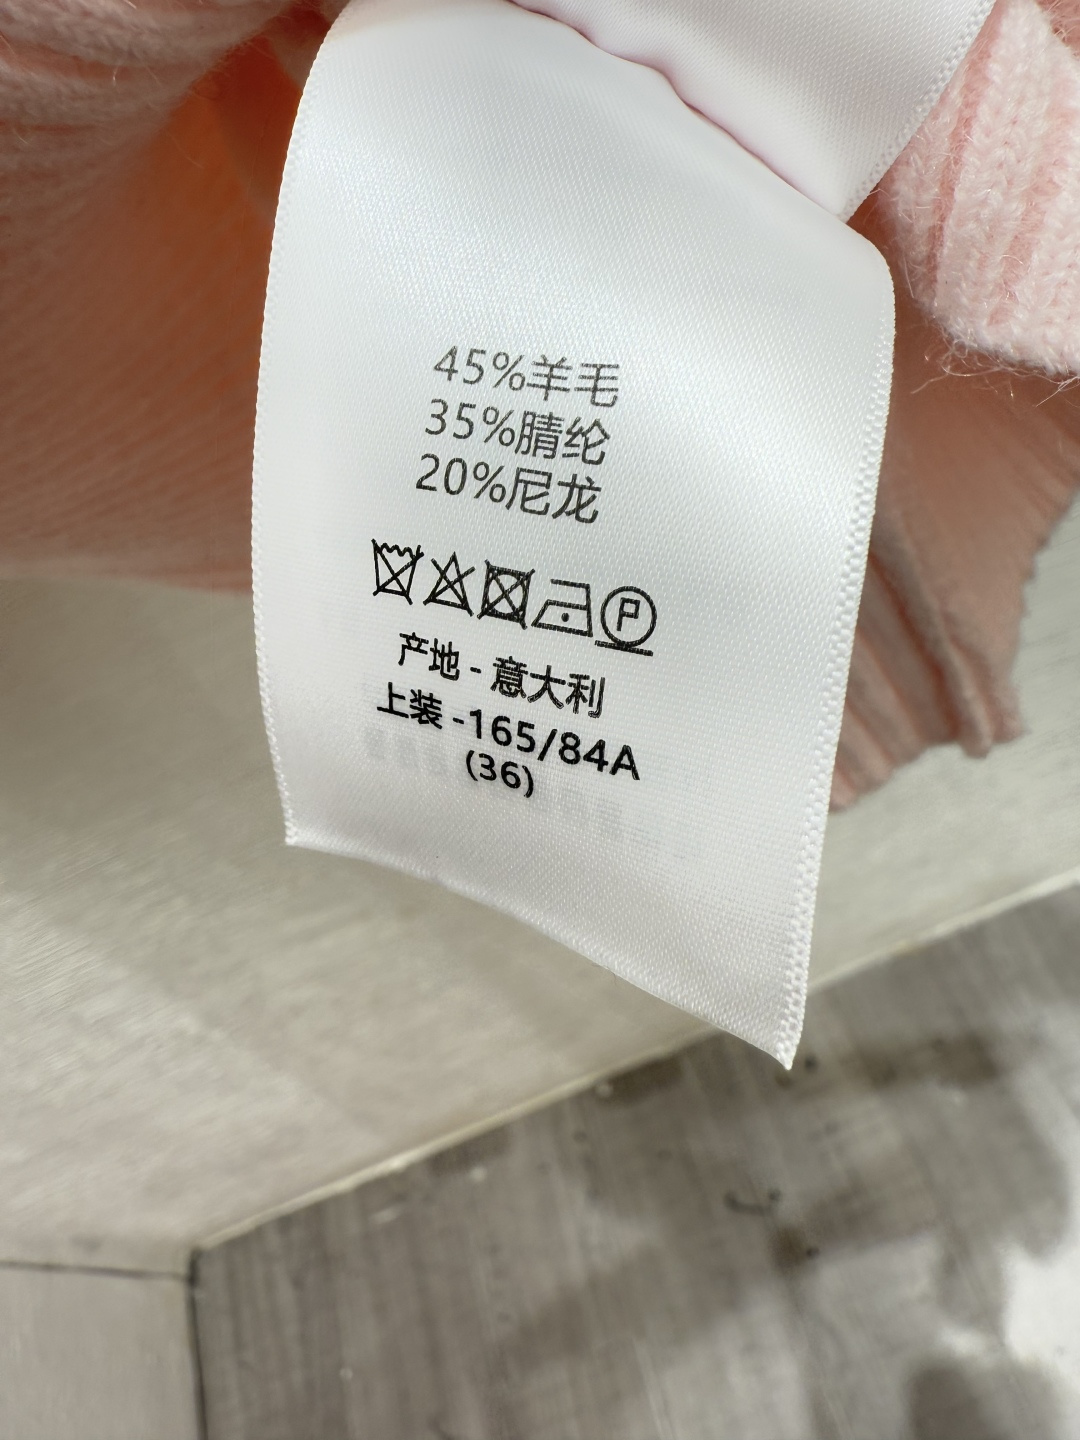 45%羊毛
35%腈纶
20%尼龙
P
产地 - 意大利
上装 -165/84A
(36)